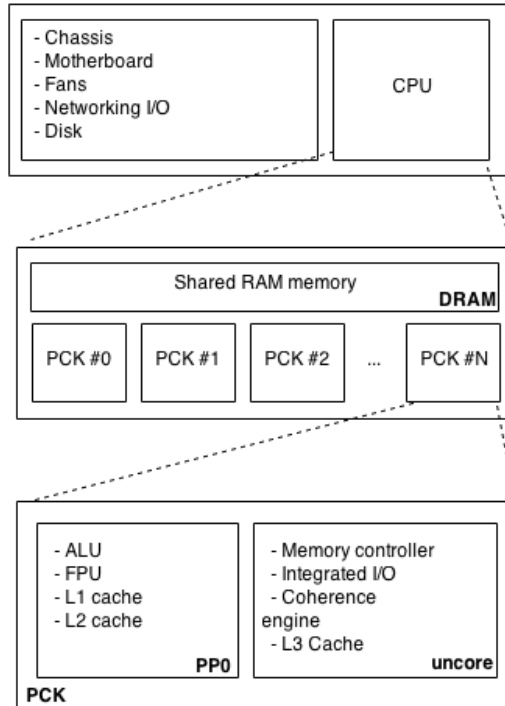 - Chassis
- Motherboard
- Fans
- Networking I/O
- Disk
CPU
Shared RAM memory
DRAM
PCK #0
PCK #1
PCK #2
...
PCK #N
- ALU
- FPU
- L1 cache
- L2 cache
PP0
- Memory controller
- Integrated I/O
- Coherence
engine
- L3 Cache
uncore
PCK